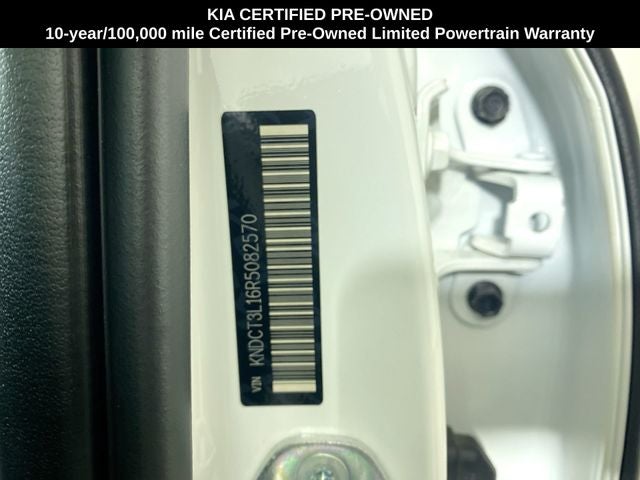 KIA CERTIFIED PRE-OWNED
10-year/100,000 mile Certified Pre-Owned Limited Powertrain Warranty
VIN KNDCT3L16R5082570